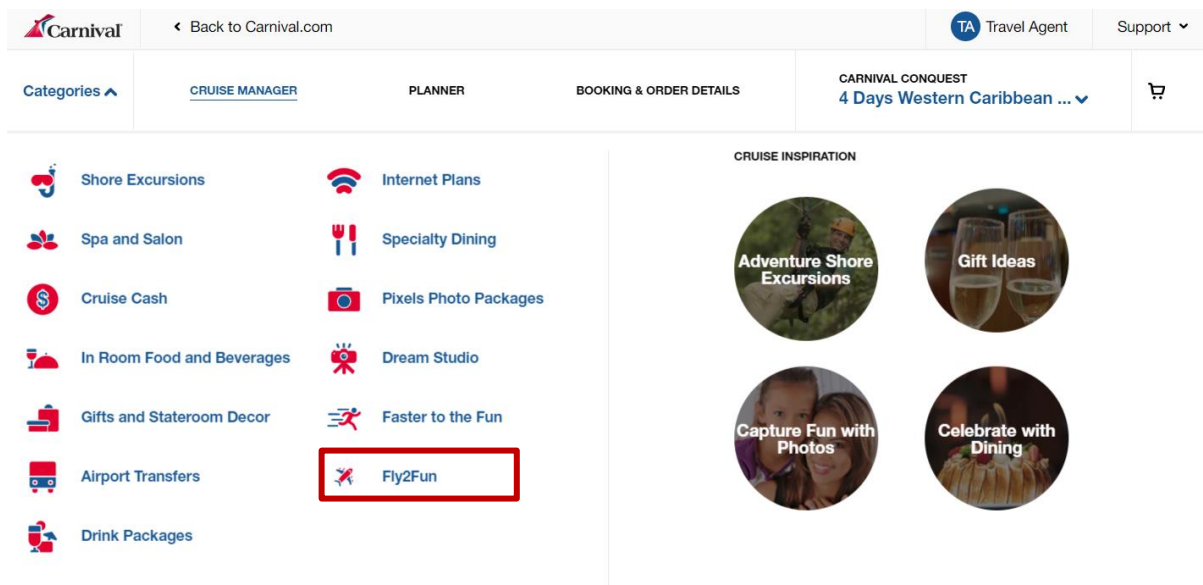 Carnival
Back to Carnival.com
TA
Travel Agent
Support
Categories
CRUISE MANAGER
PLANNER
BOOKING & ORDER DETAILS
CARNIVAL CONQUEST
4 Days Western Caribbean ...
Shore Excursions
Internet Plans
Spa and Salon
Specialty Dining
$
Cruise Cash
Pixels Photo Packages
In Room Food and Beverages
Dream Studio
Gifts and Stateroom Decor
Faster to the Fun
Airport Transfers
Fly2Fun
Drink Packages
CRUISE INSPIRATION
Adventure Shore
Excursions
Gift Ideas
Capture Fun with
Photos
Celebrate with
Dining